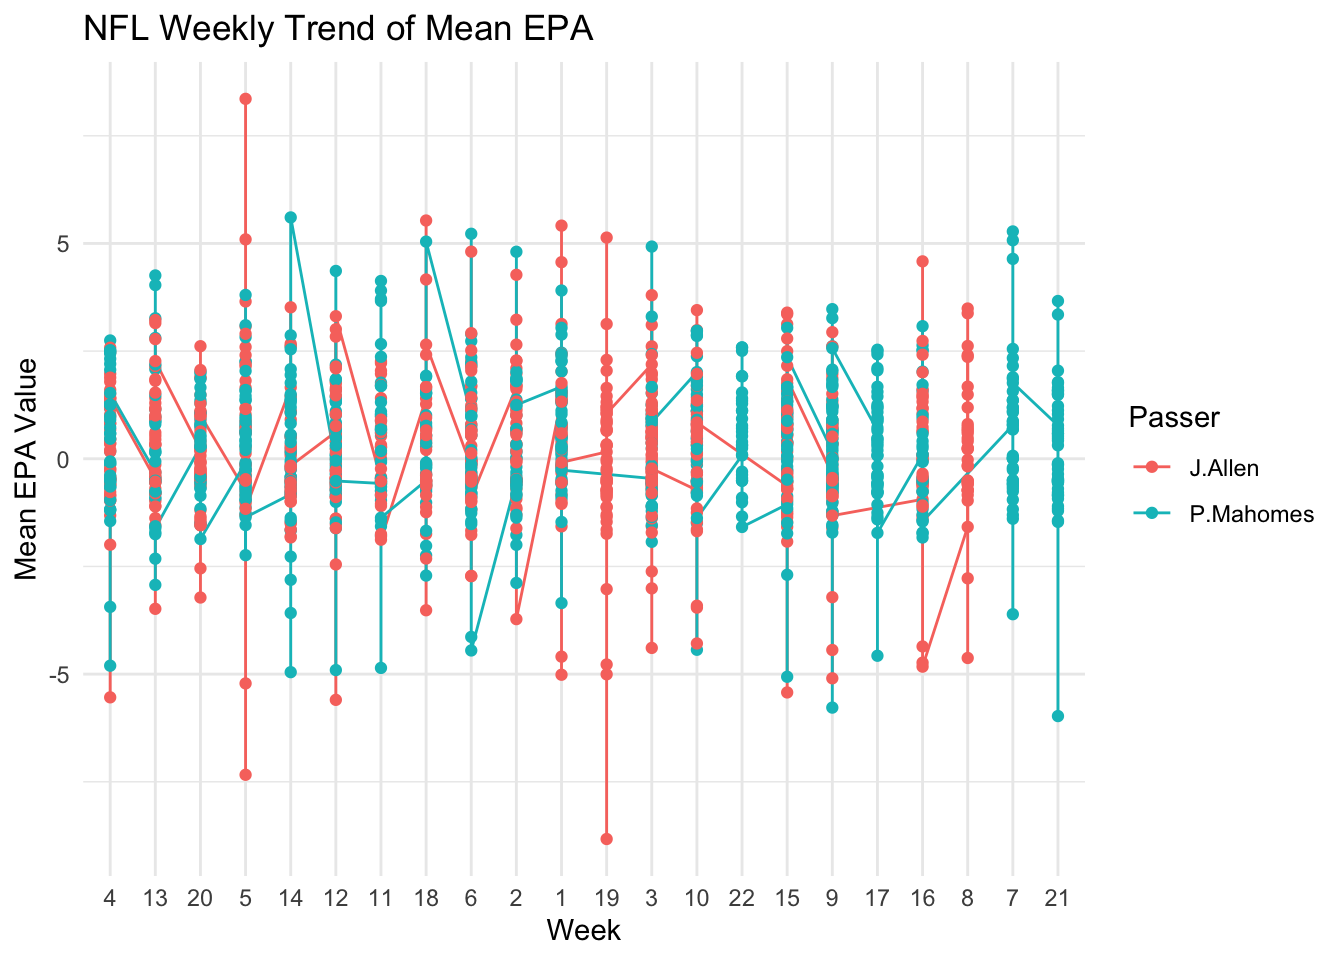 NFL Weekly Trend of Mean EPA
Mean EPA Value
5
0
-5
4 13 20 5 14 12 11 18 6 2 1 19 3 10 22 15 9 17 16 8 7 21
Week
Passer
J.Allen
P.Mahomes